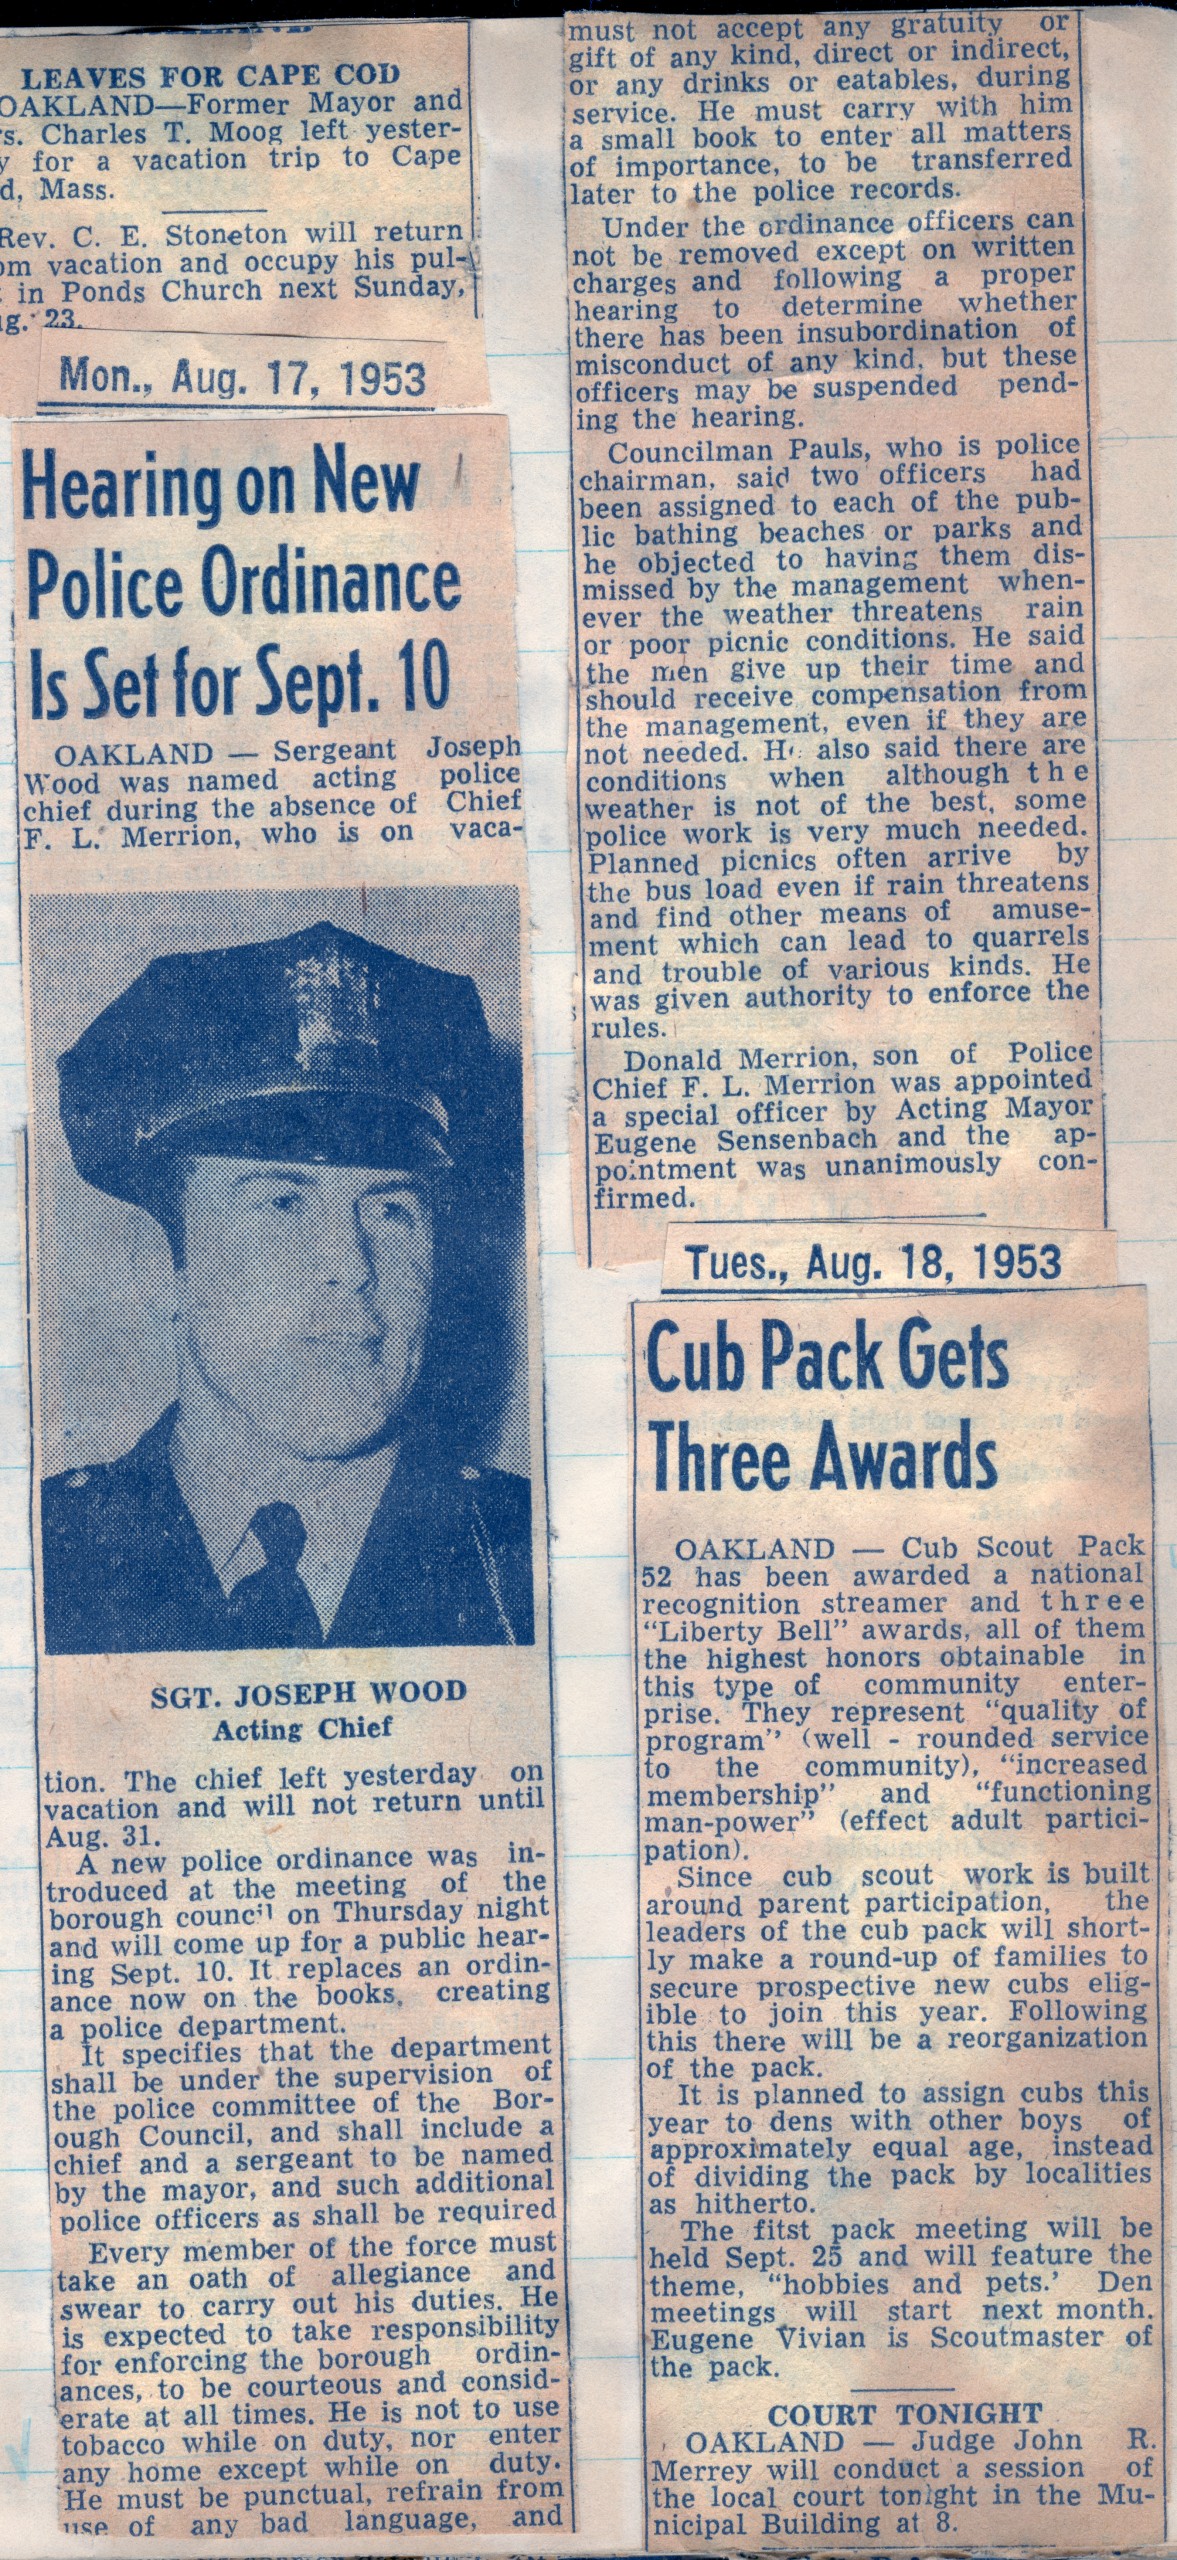 LEAVES FOR CAPE COD
OAKLAND—Former Mayor and
rs. Charles T. Moog left yester-
y for a vacation trip to Cape
d, Mass.
Rev. C. E. Stoneton will return
om vacation and occupy his pul-
in Ponds Church next Sunday,
ug. 23.
Mon., Aug. 17, 1953
Hearing on New
Police Ordinance
Is Set for Sept. 10
OAKLAND — Sergeant Joseph
Wood was named acting police
chief during the absence of Chief
F. L. Merrion, who is on vaca-
SGT. JOSEPH WOOD
Acting Chief
tion. The chief left yesterday on
vacation and will not return until
Aug. 31.
A new police ordinance was in-
troduced at the meeting of the
borough council on Thursday night
and will come up for a public hear-
ing Sept. 10. It replaces an ordin-
ance now on the books, creating
a police department.
It specifies that the department
shall be under the supervision of
the police committee of the Bor-
ough Council, and shall include a
chief and a sergeant to be named
by the mayor, and such additional
police officers as shall be required
Every member of the force must
take an oath of allegiance and
swear to carry out his duties. He
is expected to take responsibility
for enforcing the borough ordin-
ances, to be courteous and consid-
erate at all times. He is not to use
tobacco while on duty, nor enter
any home except while on duty.
He must be punctual, refrain from
use of any bad language, and
must not accept any gratuity or
gift of any kind, direct or indirect,
or any drinks or eatables, during
service. He must carry with him
a small book to enter all matters
of importance, to be transferred
later to the police records.
Under the ordinance officers can
not be removed except on written
charges and following a proper
hearing to determine whether
there has been insubordination of
misconduct of any kind, but these
officers may be suspended pend-
ing the hearing.
Councilman Pauls, who is police
chairman, said two officers had
been assigned to each of the pub-
lic bathing beaches or parks and
he objected to having them dis-
missed by the management when-
ever the weather threatens rain
or poor picnic conditions. He said
the men give up their time and
should receive compensation from
the management, even if they are
not needed. He also said there are
conditions when although the
weather is not of the best, some
police work is very much needed.
Planned picnics often arrive by
the bus load even if rain threatens
and find other means of amuse-
ment which can lead to quarrels
and trouble of various kinds. He
was given authority to enforce the
rules.
Donald Merrion, son of Police
Chief F. L. Merrion was appointed
a special officer by Acting Mayor
Eugene Sensenbach and the ap-
pointment was unanimously con-
firmed.
Tues., Aug. 18, 1953
Cub Pack Gets
Three Awards
OAKLAND — Cub Scout Pack
52 has been awarded a national
recognition streamer and three
"Liberty Bell" awards, all of them
the highest honors obtainable in
this type of community enter-
prise. They represent "quality of
program" (well - rounded service
to the community), "increased
membership" and "functioning
man-power" (effect adult partici-
pation).
Since cub scout work is built
around parent participation, the
leaders of the cub pack will short-
ly make a round-up of families to
secure prospective new cubs elig-
ible to join this year. Following
this there will be a reorganization
of the pack.
It is planned to assign cubs this
year to dens with other boys of
approximately equal age, instead
of dividing the pack by localities
as hitherto.
The fitst pack meeting will be
held Sept. 25 and will feature the
theme, "hobbies and pets.' Den
meetings will start next month.
Eugene Vivian is Scoutmaster of
the pack.
COURT TONIGHT
OAKLAND — Judge John R.
Merrey will conduct a session of
the local court tonight in the Mu-
nicipal Building at 8.